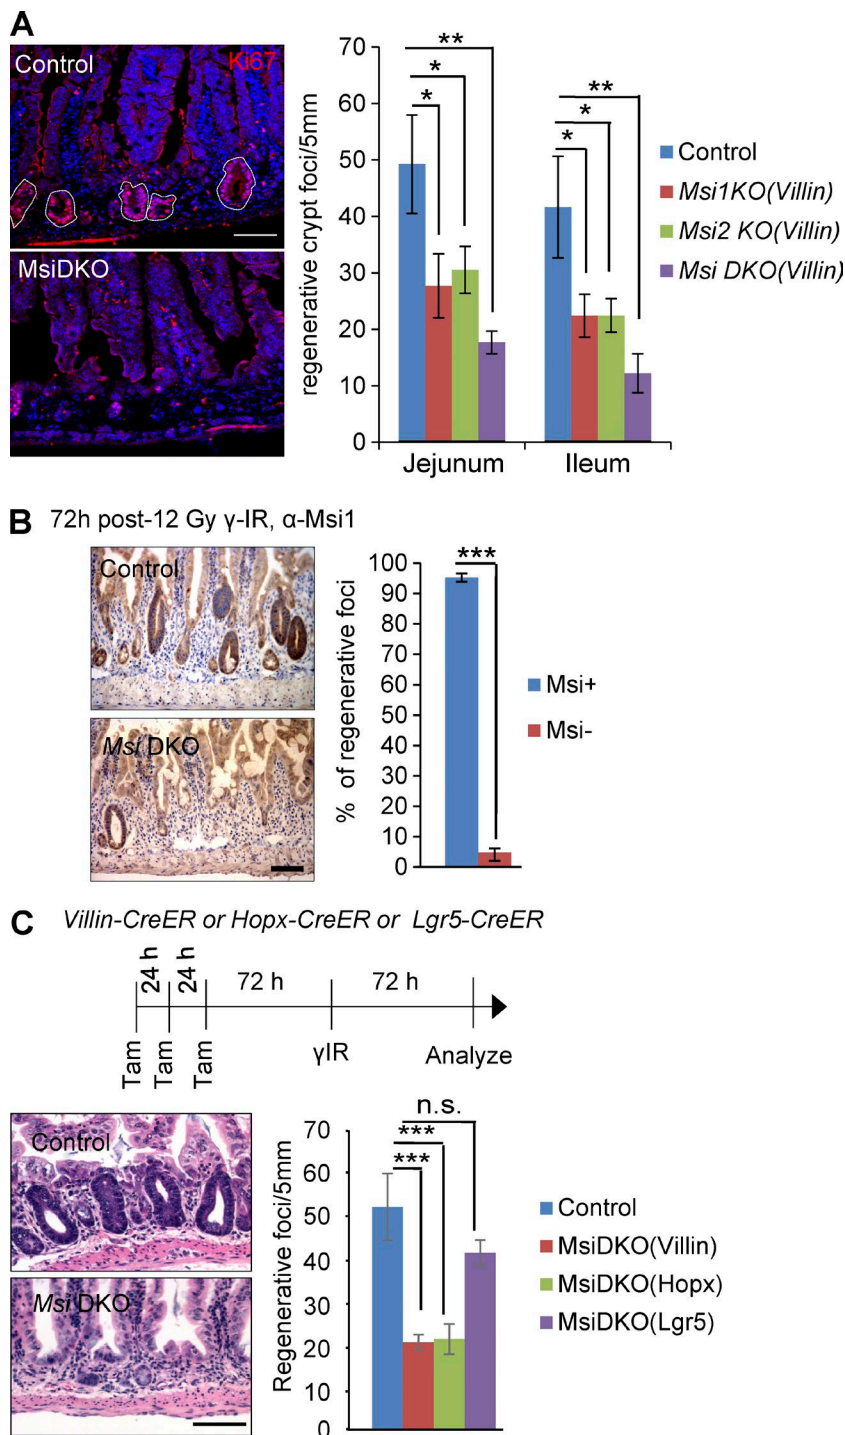 A
Control
Ki67
MsiDKO
regenerative crypt foci/5mm
70
60
50
40
30
20
10
0
**
*
*
**
*
*
Jejunum
Ileum
Control
Msi1KO(Villin)
Msi2 KO(Villin)
Msi DKO(Villin)
B 72h post-12 Gy γ-IR, α-Msi1
Control
Msi DKO
% of regenerative foci
100
90
80
70
60
50
40
30
20
10
0
***
Msi+
Msi-
C Villin-CreER or Hopx-CreER or Lgr5-CreER
24 h
24 h
72 h
72 h
Tam
Tam
Tam
γIR
Analyze
Control
Msi DKO
Regenerative foci/5mm
70
60
50
40
30
20
10
0
n.s.
***
***
Control
MsiDKO(Villin)
MsiDKO(Hopx)
MsiDKO(Lgr5)